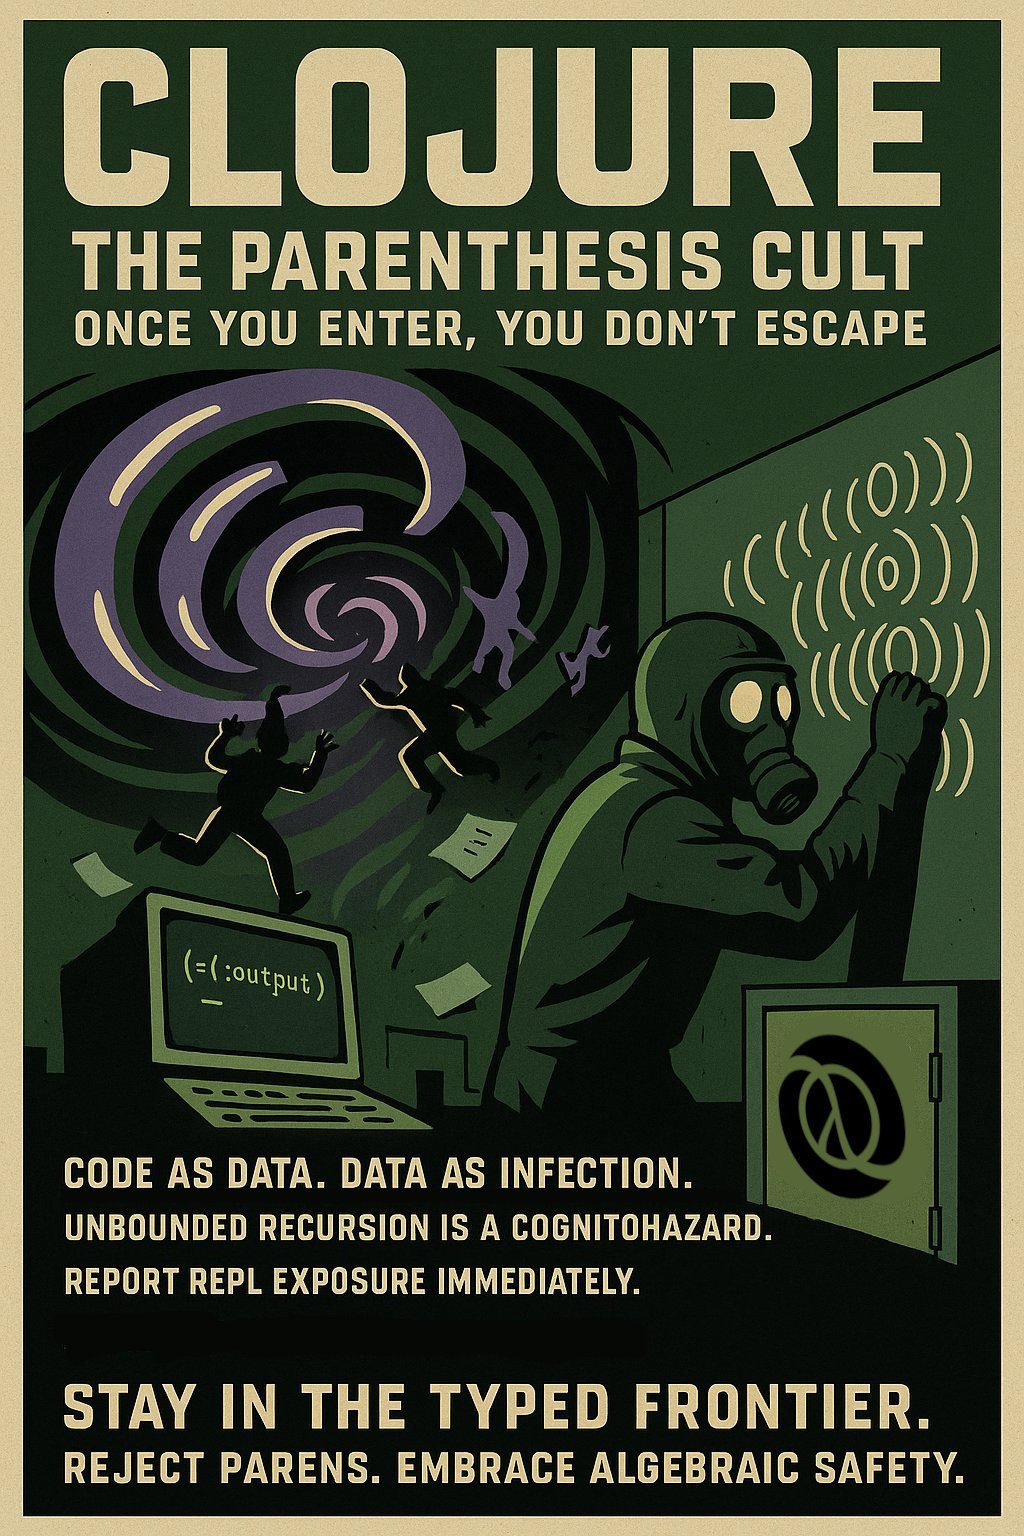 CLOJURE
THE PARENTHESIS CULT
ONCE YOU ENTER, YOU DON'T ESCAPE
(=(:output)
_
CODE AS DATA. DATA AS INFECTION.
UNBOUNDED RECURSION IS A COGNITOHAZARD.
REPORT REPL EXPOSURE IMMEDIATELY.
STAY IN THE TYPED FRONTIER.
REJECT PARENS. EMBRACE ALGEBRAIC SAFETY.